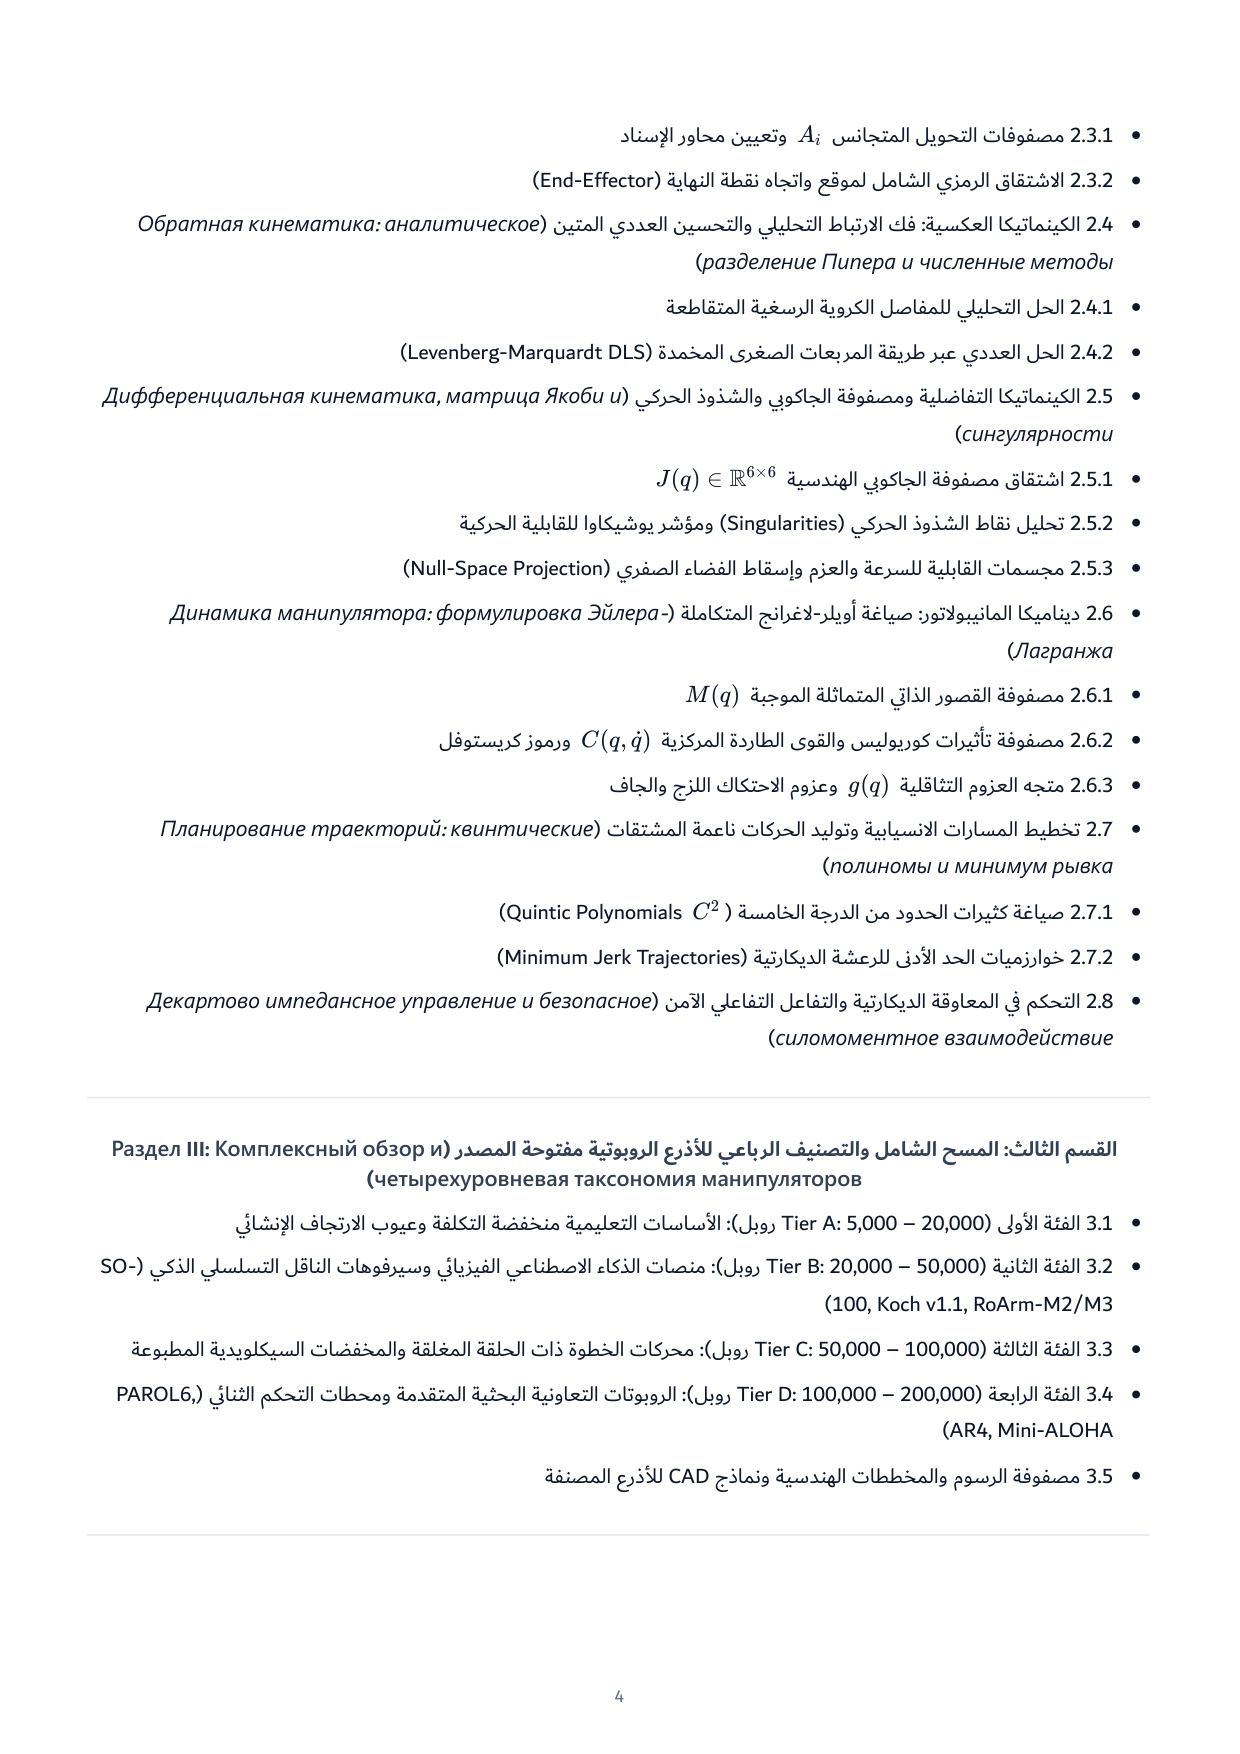 • 2.3.1 مصفوفات التحويل المتجانس A_i وتعيين محاور الإسناد
• 2.3.2 الاشتقاق الرمزي الشامل لموقع واتجاه نقطة النهاية (End-Effector)
• 2.4 الكينماتيكا العكسية: فك الارتباط التحليلي والتحسين العددي المتين (Обратная кинематика: аналитическое
разделение Пипера и численные методы)
• 2.4.1 الحل التحليلي للمفاصل الكروية الرسغية المتقاطعة
• 2.4.2 الحل العددي عبر طريقة المربعات الصغرى المخمدة (Levenberg-Marquardt DLS)
• 2.5 الكينماتيكا التفاضلية ومصفوفة الجاكوبي والشذوذ الحركي (Дифференциальная кинематика, матрица Якоби и
сингулярности)
• 2.5.1 اشتقاق مصفوفة الجاكوبي الهندسية J(q) ∈ ℝ^{6×6}
• 2.5.2 تحليل نقاط الشذوذ الحركي (Singularities) ومؤشر يوشيكاوا للقابلية الحركية
• 2.5.3 مجسمات القابلية للسرعة والعزم وإسقاط الفضاء الصفري (Null-Space Projection)
• 2.6 ديناميكا المانيبولاتور: صياغة أويلر-لاغرانج المتكاملة (Динамика манипулятора: формулировка Эйлера-
Лагранжа)
• 2.6.1 مصفوفة القصور الذاتي المتماثلة الموجبة M(q)
• 2.6.2 مصفوفة تأثيرات كوريوليس والقوى الطاردة المركزية C(q, q̇) ورموز كريستوفل
• 2.6.3 متجه العزوم التثاقلية g(q) وعزوم الاحتكاك اللزج والجاف
• 2.7 تخطيط المسارات الانسيابية وتوليد الحركات ناعمة المشتقات (Планирование траекторий: квинтические
полиномы и минимум рывка)
• 2.7.1 صياغة كثيرات الحدود من الدرجة الخامسة (Quintic Polynomials C²)
• 2.7.2 خوارزميات الحد الأدنى للرعشة الديكارتية (Minimum Jerk Trajectories)
• 2.8 التحكم في المعاوقة الديكارتية والتفاعل التفاعلي الآمن (Декартово импедансное управление и безопасное
силомоментное взаимодействие)
القسم الثالث: المسح الشامل والتصنيف الرباعي للأذرع الروبوتية مفتوحة المصدر (Раздел III: Комплексный обзор и
четырехуровневая таксономия манипуляторов)
• 3.1 الفئة الأولى (Tier A: 5,000 – 20,000 روبل): الأساسات التعليمية منخفضة التكلفة وعيوب الارتجاف الإنشائي
• 3.2 الفئة الثانية (Tier B: 20,000 – 50,000 روبل): منصات الذكاء الاصطناعي الفيزيائي وسيرفوهات الناقل التسلسلي الذكي (SO-
100, Koch v1.1, RoArm-M2/M3)
• 3.3 الفئة الثالثة (Tier C: 50,000 – 100,000 روبل): محركات الخطوة ذات الحلقة المغلقة والمخفضات السيكلويدية المطبوعة
• 3.4 الفئة الرابعة (Tier D: 100,000 – 200,000 روبل): الروبوتات التعاونية البحثية المتقدمة ومحطات التحكم الثنائي (PAROL6,
AR4, Mini-ALOHA)
• 3.5 مصفوفة الرسوم والمخططات الهندسية ونماذج CAD للأذرع المصنفة
4